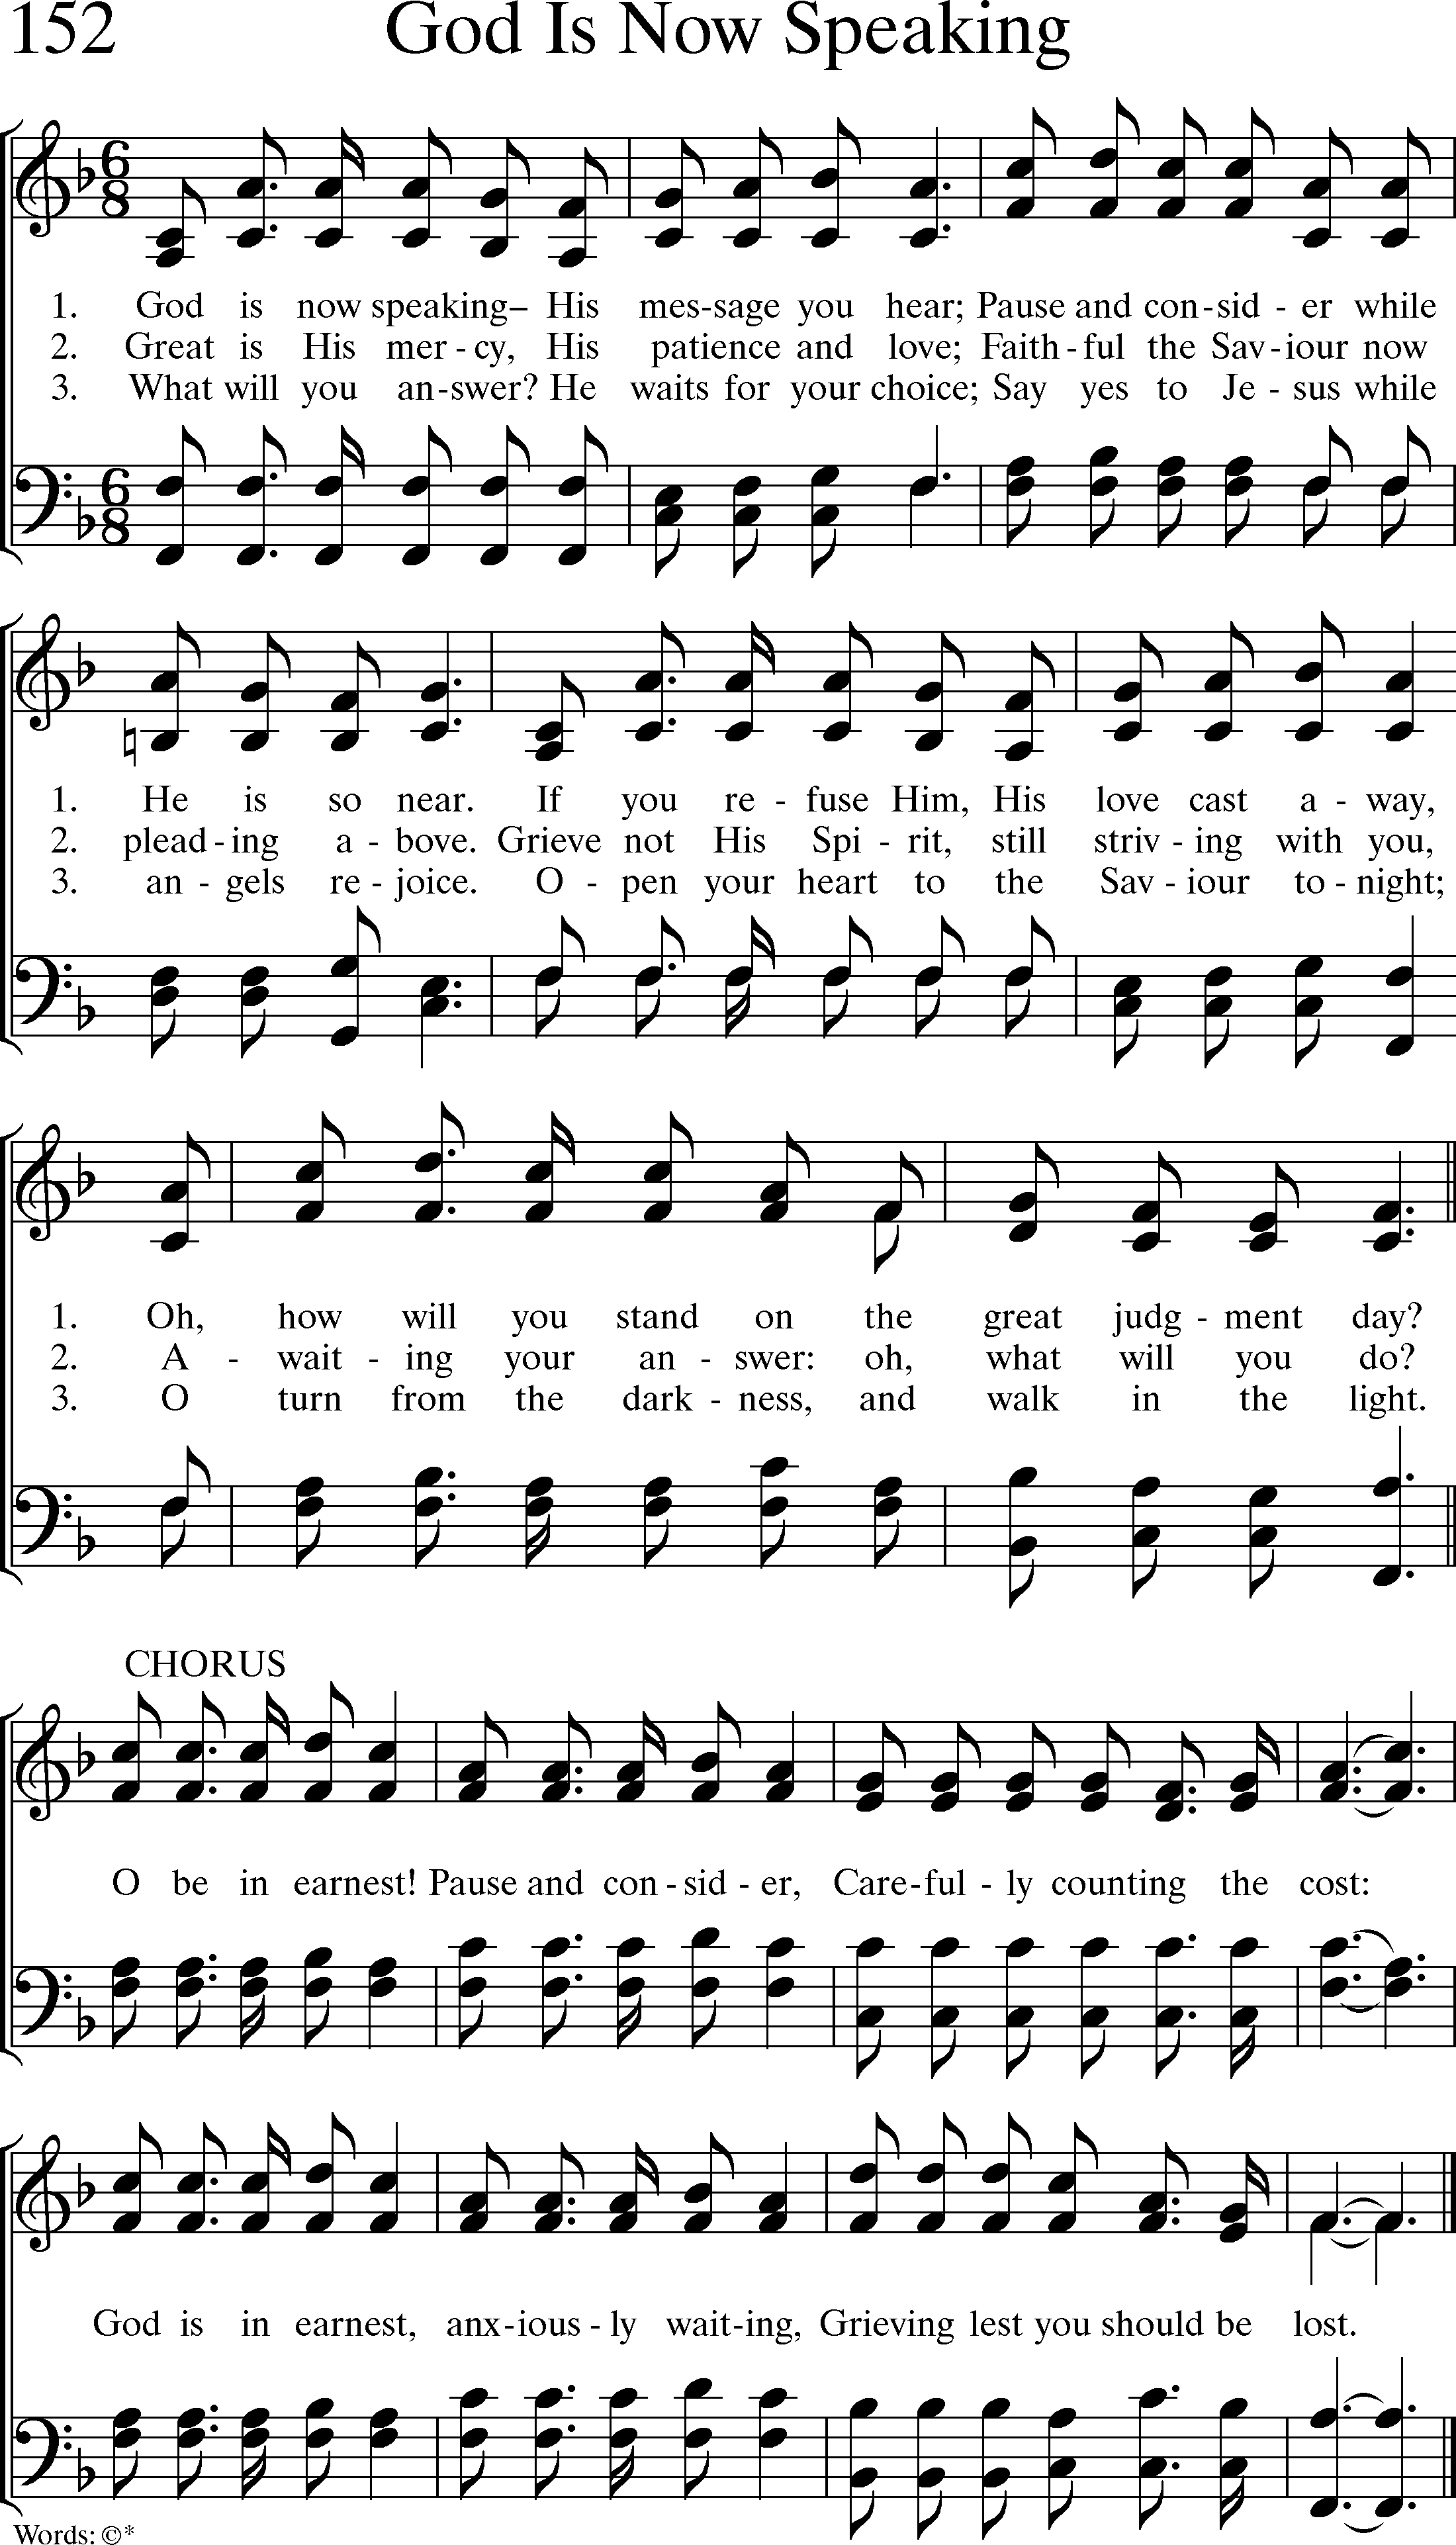 152 God Is Now Speaking
1. God is now speaking– His mes-sage you hear; Pause and con-sid - er while
2. Great is His mer - cy, His patience and love; Faith - ful the Sav - iour now
3. What will you an-swer? He waits for your choice; Say yes to Je - sus while
1. He is so near. If you re - fuse Him, His love cast a - way,
2. plead - ing a - bove. Grieve not His Spi - rit, still striv - ing with you,
3. an - gels re - joice. O - pen your heart to the Sav - iour to - night;
1. Oh, how will you stand on the great judg - ment day?
2. A - wait - ing your an - swer: oh, what will you do?
3. O turn from the dark - ness, and walk in the light.
CHORUS
O be in earnest! Pause and con - sid - er, Care-ful - ly counting the cost:
God is in earnest, anx-ious - ly wait-ing, Grieving lest you should be lost.
Words: ©*